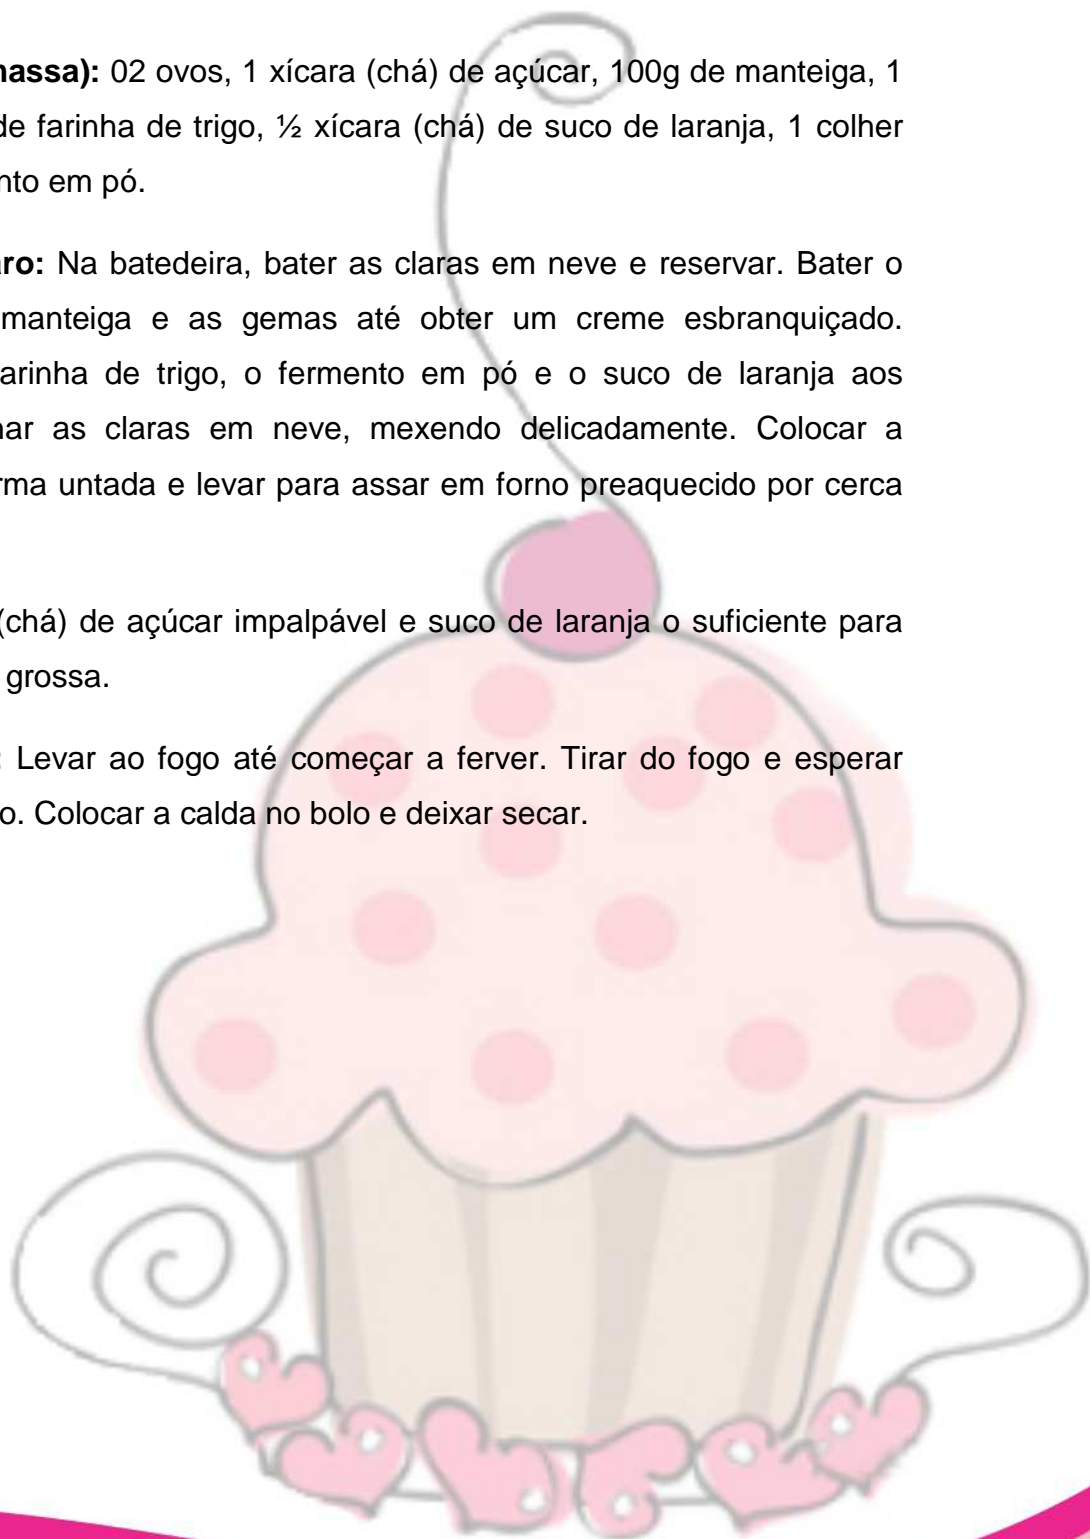 nassa): 02 ovos, 1 xícara (chá) de açúcar, 100g de manteiga, 1
de farinha de trigo, ½ xícara (chá) de suco de laranja, 1 colher
nto em pó.
aro: Na batedeira, bater as claras em neve e reservar. Bater o
manteiga e as gemas até obter um creme esbranquiçado.
arinha de trigo, o fermento em pó e o suco de laranja aos
nar as claras em neve, mexendo delicadamente. Colocar a
rma untada e levar para assar em forno preaquecido por cerca
(chá) de açúcar impalpável e suco de laranja o suficiente para
grossa.
: Levar ao fogo até começar a ferver. Tirar do fogo e esperar
o. Colocar a calda no bolo e deixar secar.